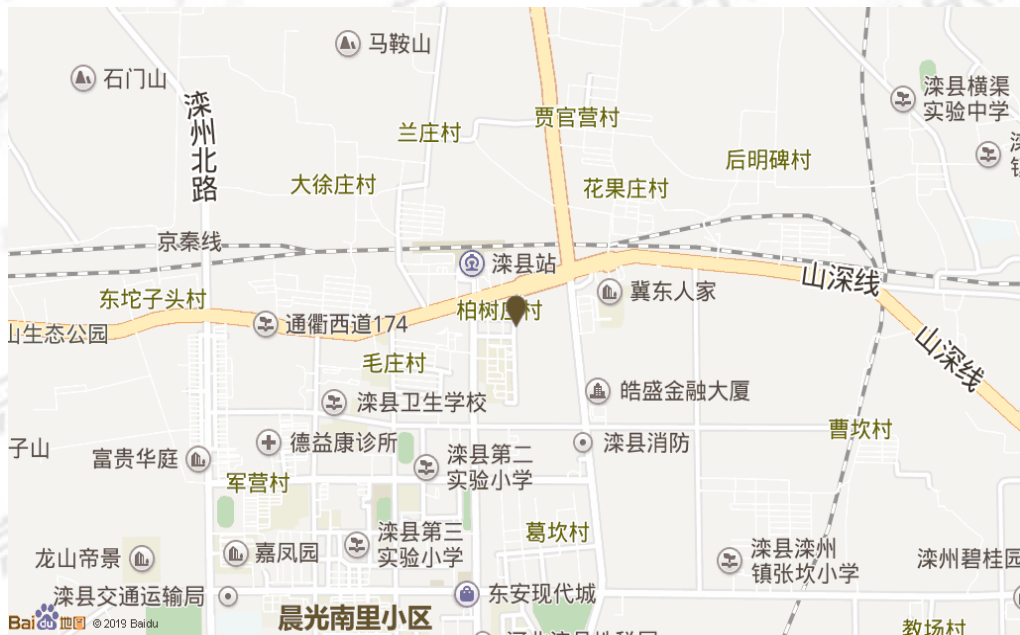 马鞍山
石门山
滦县横渠
实验中学
滦州北路
贾官营村
兰庄村
后明碑村
大徐庄村
花果庄村
京秦线
滦县站
山深线
冀东人家
东坨子头村
柏树庄村
通衢西道174
山生态公园
山深线
毛庄村
皓盛金融大厦
滦县卫生学校
曹坎村
子山
德益康诊所
滦县消防
富贵华庭
滦县第二
实验小学
军营村
滦县第三
实验小学
葛坎村
龙山帝景
嘉凤园
滦县滦州
镇张坎小学
滦州碧桂园
滦县交通运输局
东安现代城
晨光南里小区
Baidu地图 © 2019 Baidu
教场村